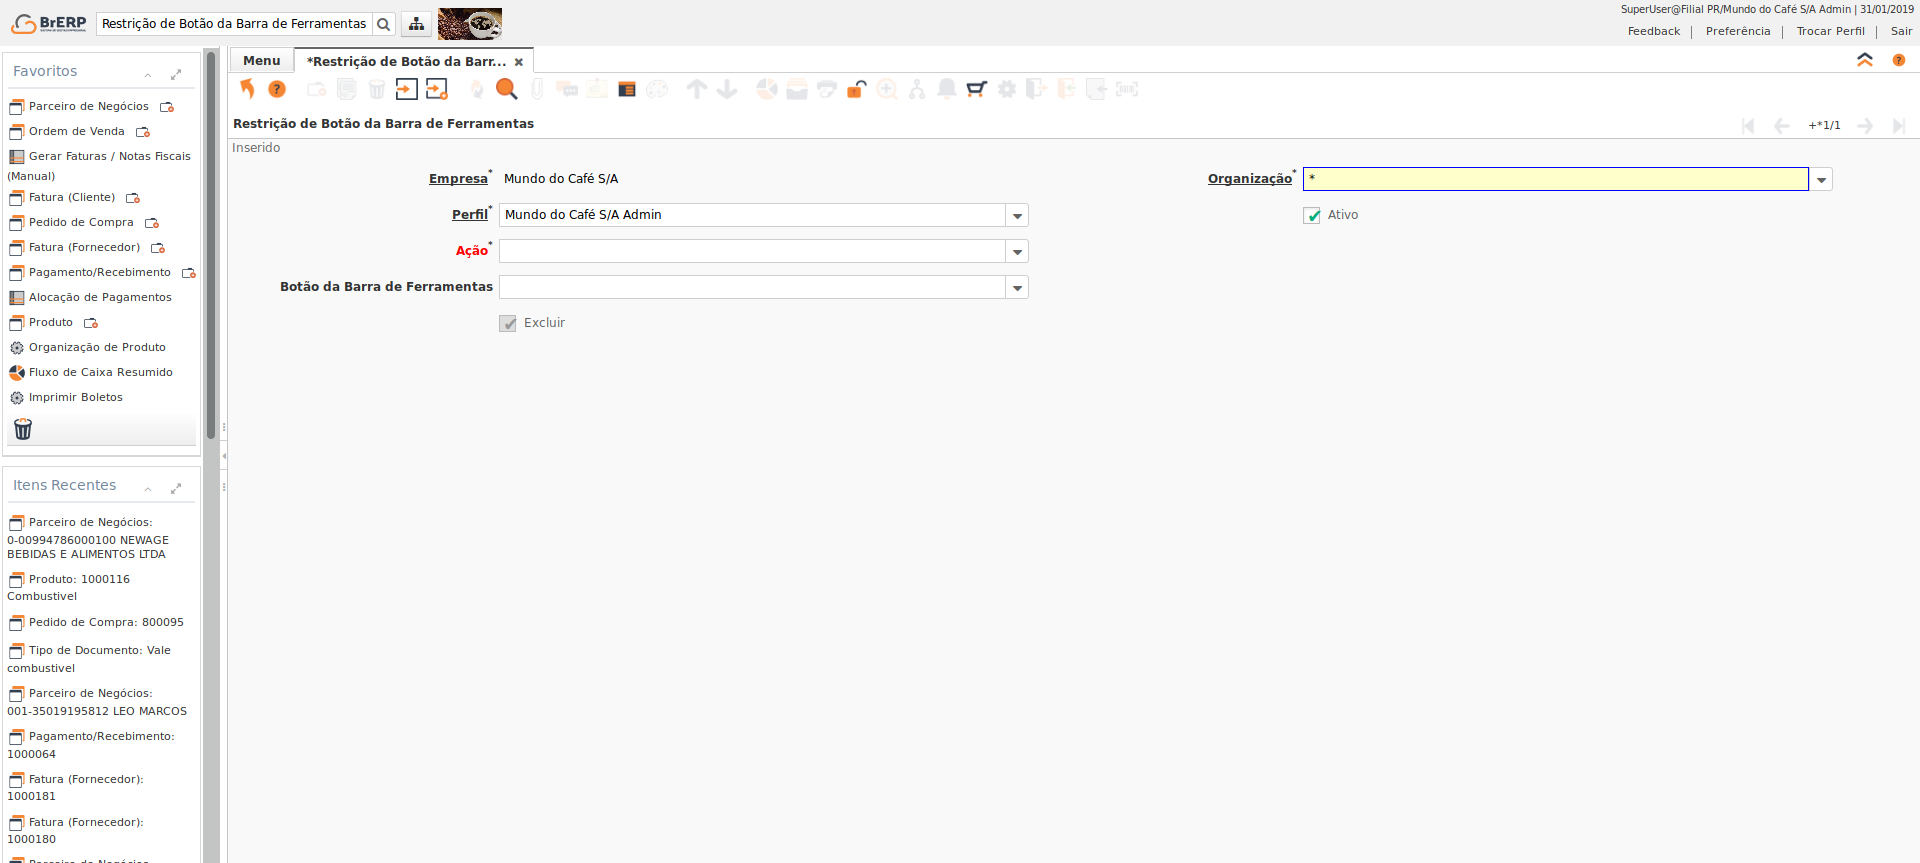 BrERP
Restrição de Botão da Barra de Ferramentas
SuperUser@Filial PR/Mundo do Café S/A Admin | 31/01/2019
Feedback | Preferência | Trocar Perfil | Sair
Favoritos
Parceiro de Negócios
Ordem de Venda
Gerar Faturas / Notas Fiscais
(Manual)
Fatura (Cliente)
Pedido de Compra
Fatura (Fornecedor)
Pagamento/Recebimento
Alocação de Pagamentos
Produto
Organização de Produto
Fluxo de Caixa Resumido
Imprimir Boletos
Itens Recentes
Parceiro de Negócios:
0-00994786000100 NEWAGE
BEBIDAS E ALIMENTOS LTDA
Produto: 1000116
Combustivel
Pedido de Compra: 800095
Tipo de Documento: Vale
combustivel
Parceiro de Negócios:
001-35019195812 LEO MARCOS
Pagamento/Recebimento:
1000064
Fatura (Fornecedor):
1000181
Fatura (Fornecedor):
1000180
Parceiro de Negócios
Menu
*Restrição de Botão da Barr...
Restrição de Botão da Barra de Ferramentas
+*1/1
Inserido
Empresa* Mundo do Café S/A
Organização* *
Perfil* Mundo do Café S/A Admin
Ativo
Ação*
Botão da Barra de Ferramentas
Excluir